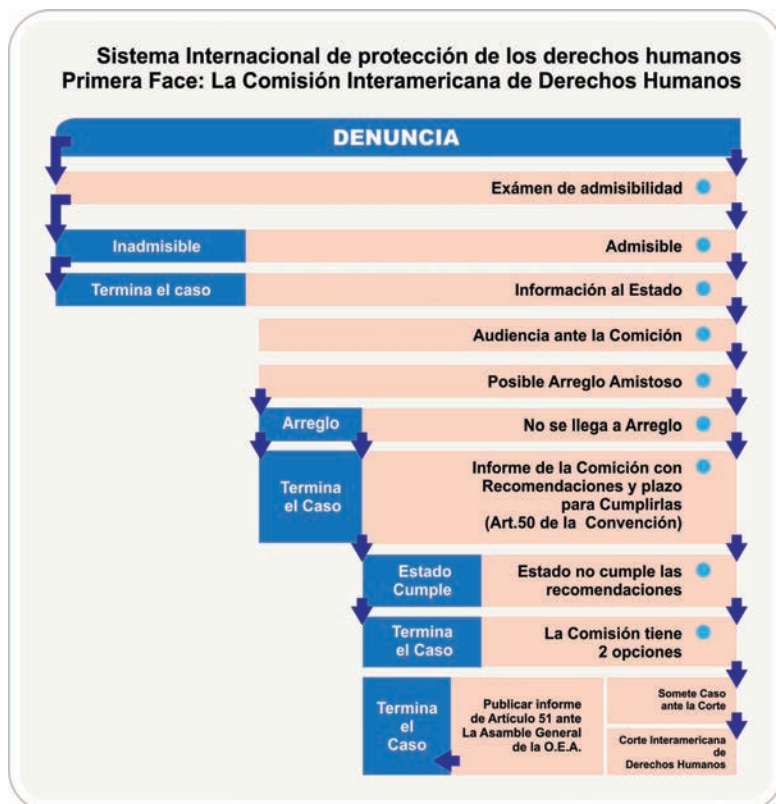 Sistema Internacional de protección de los derechos humanos
Primera Face: La Comisión Interamericana de Derechos Humanos
DENUNCIA
Exámen de admisibilidad
Inadmisible
Admisible
Termina el caso
Información al Estado
Audiencia ante la Comición
Posible Arreglo Amistoso
Arreglo
No se llega a Arreglo
Termina
el Caso
Informe de la Comición con
Recomendaciones y plazo
para Cumplirlas
(Art.50 de la Convención)
Estado
Cumple
Estado no cumple las
recomendaciones
Termina
el Caso
La Comisión tiene
2 opciones
Termina
el
Caso
Publicar informe
de Artículo 51 ante
La Asamble General
de la O.E.A.
Somete Caso
ante la Corte
Corte Interamericana
de
Derechos Humanos